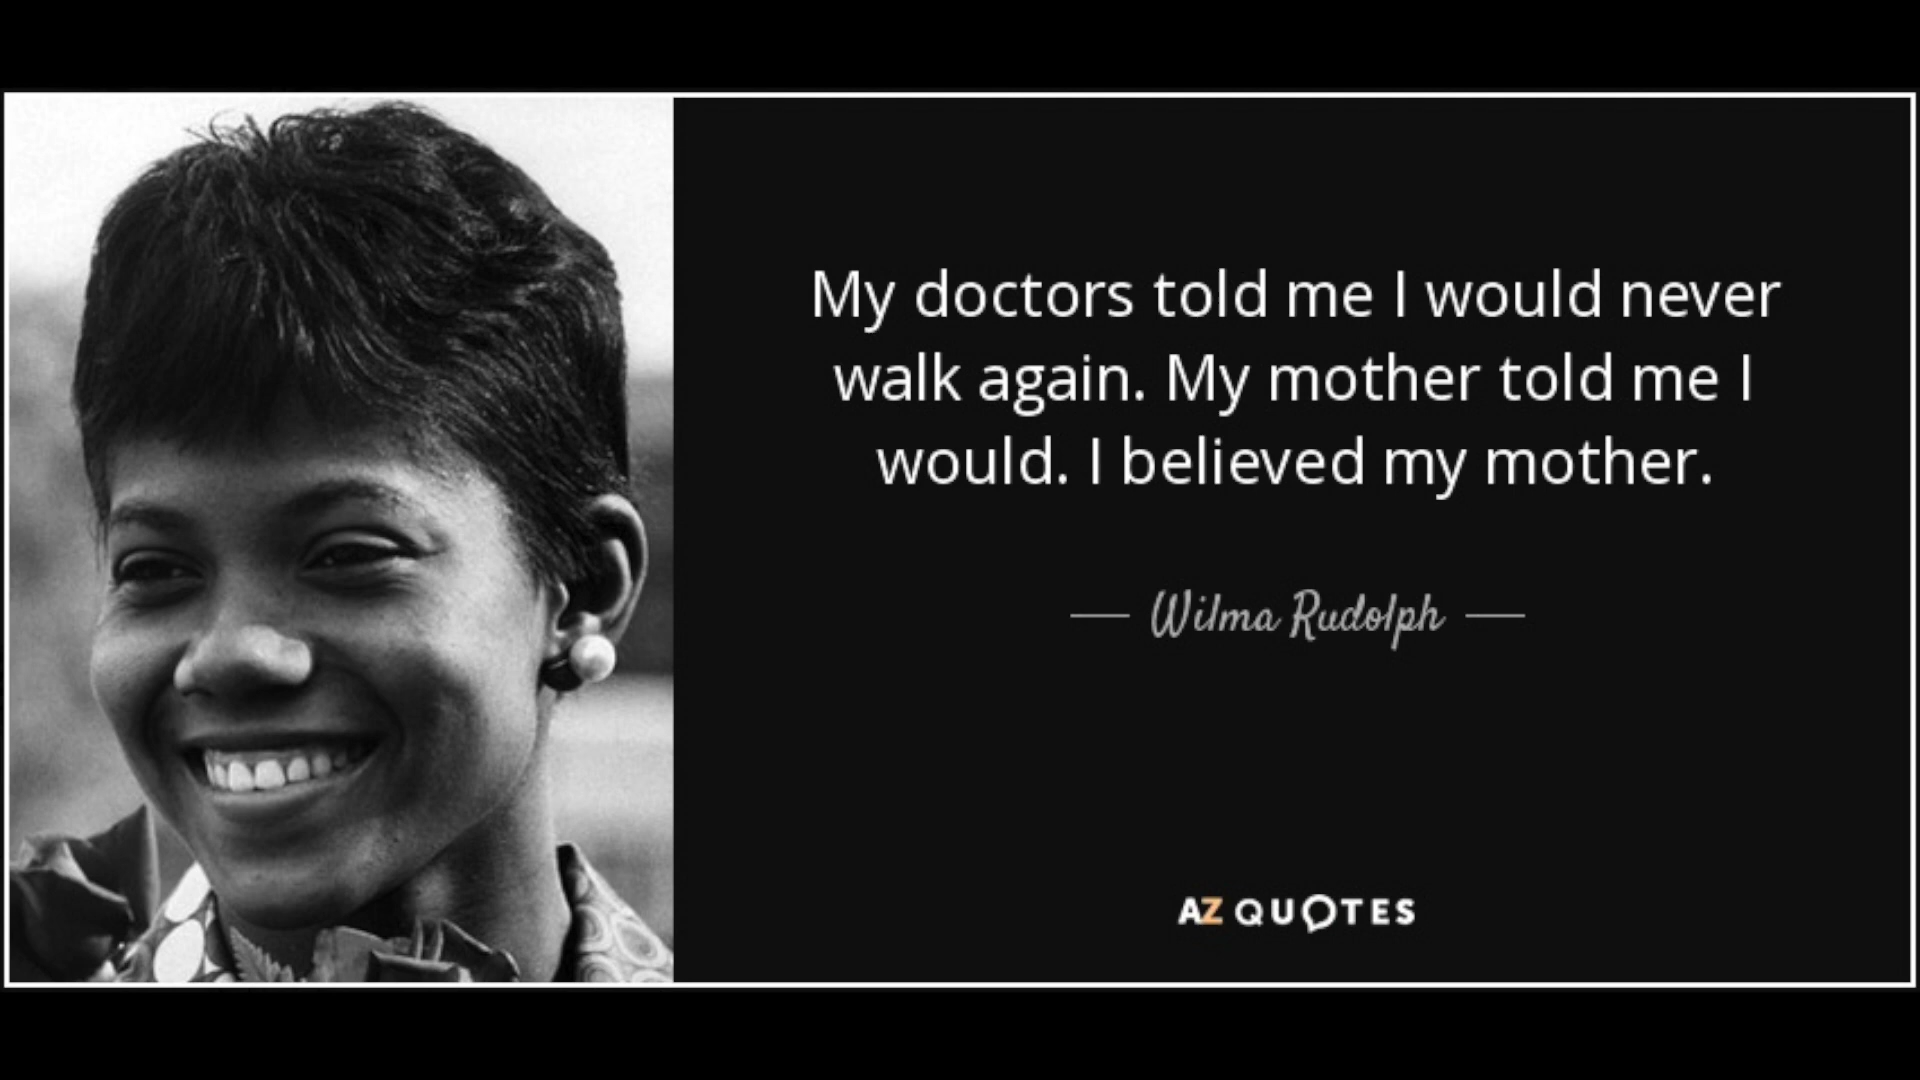 My doctors told me I would never
walk again. My mother told me I
would. I believed my mother.
Wilma Rudolph
AZ QUOTES